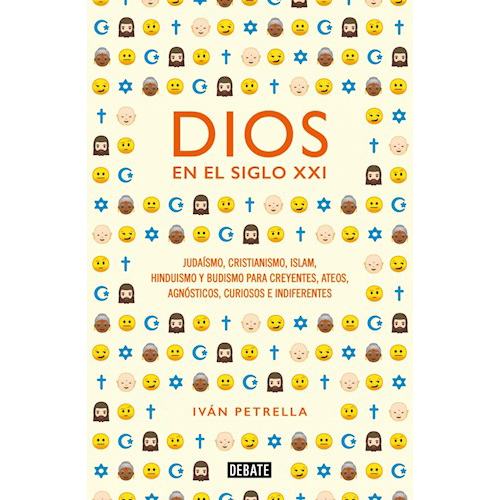 DIOS
EN EL SIGLO XXI
JUDAÍSMO, CRISTIANISMO, ISLAM,
HINDUISMO Y BUDISMO PARA CREYENTES, ATEOS,
AGNÓSTICOS, CURIOSOS E INDIFERENTES
IVÁN PETRELLA
DEBATE